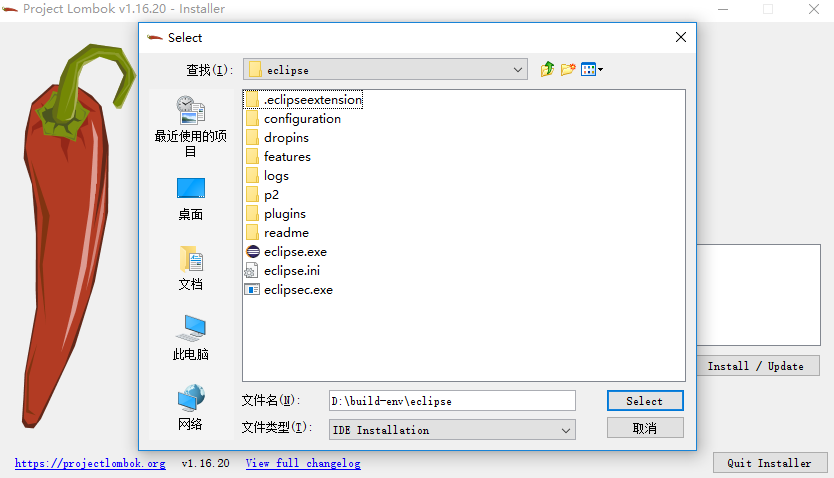 Project Lombok v1.16.20 - Installer
Select
查找(I):
eclipse
最近使用的项
目
桌面
文档
此电脑
网络
.eclipseextension
configuration
dropins
features
logs
p2
plugins
readme
eclipse.exe
eclipse.ini
eclipsec.exe
文件名(N):
D:\build-env\eclipse
Select
文件类型(T):
IDE Installation
取消
Install / Update
https://projectlombok.org
v1.16.20
View full changelog
Quit Installer